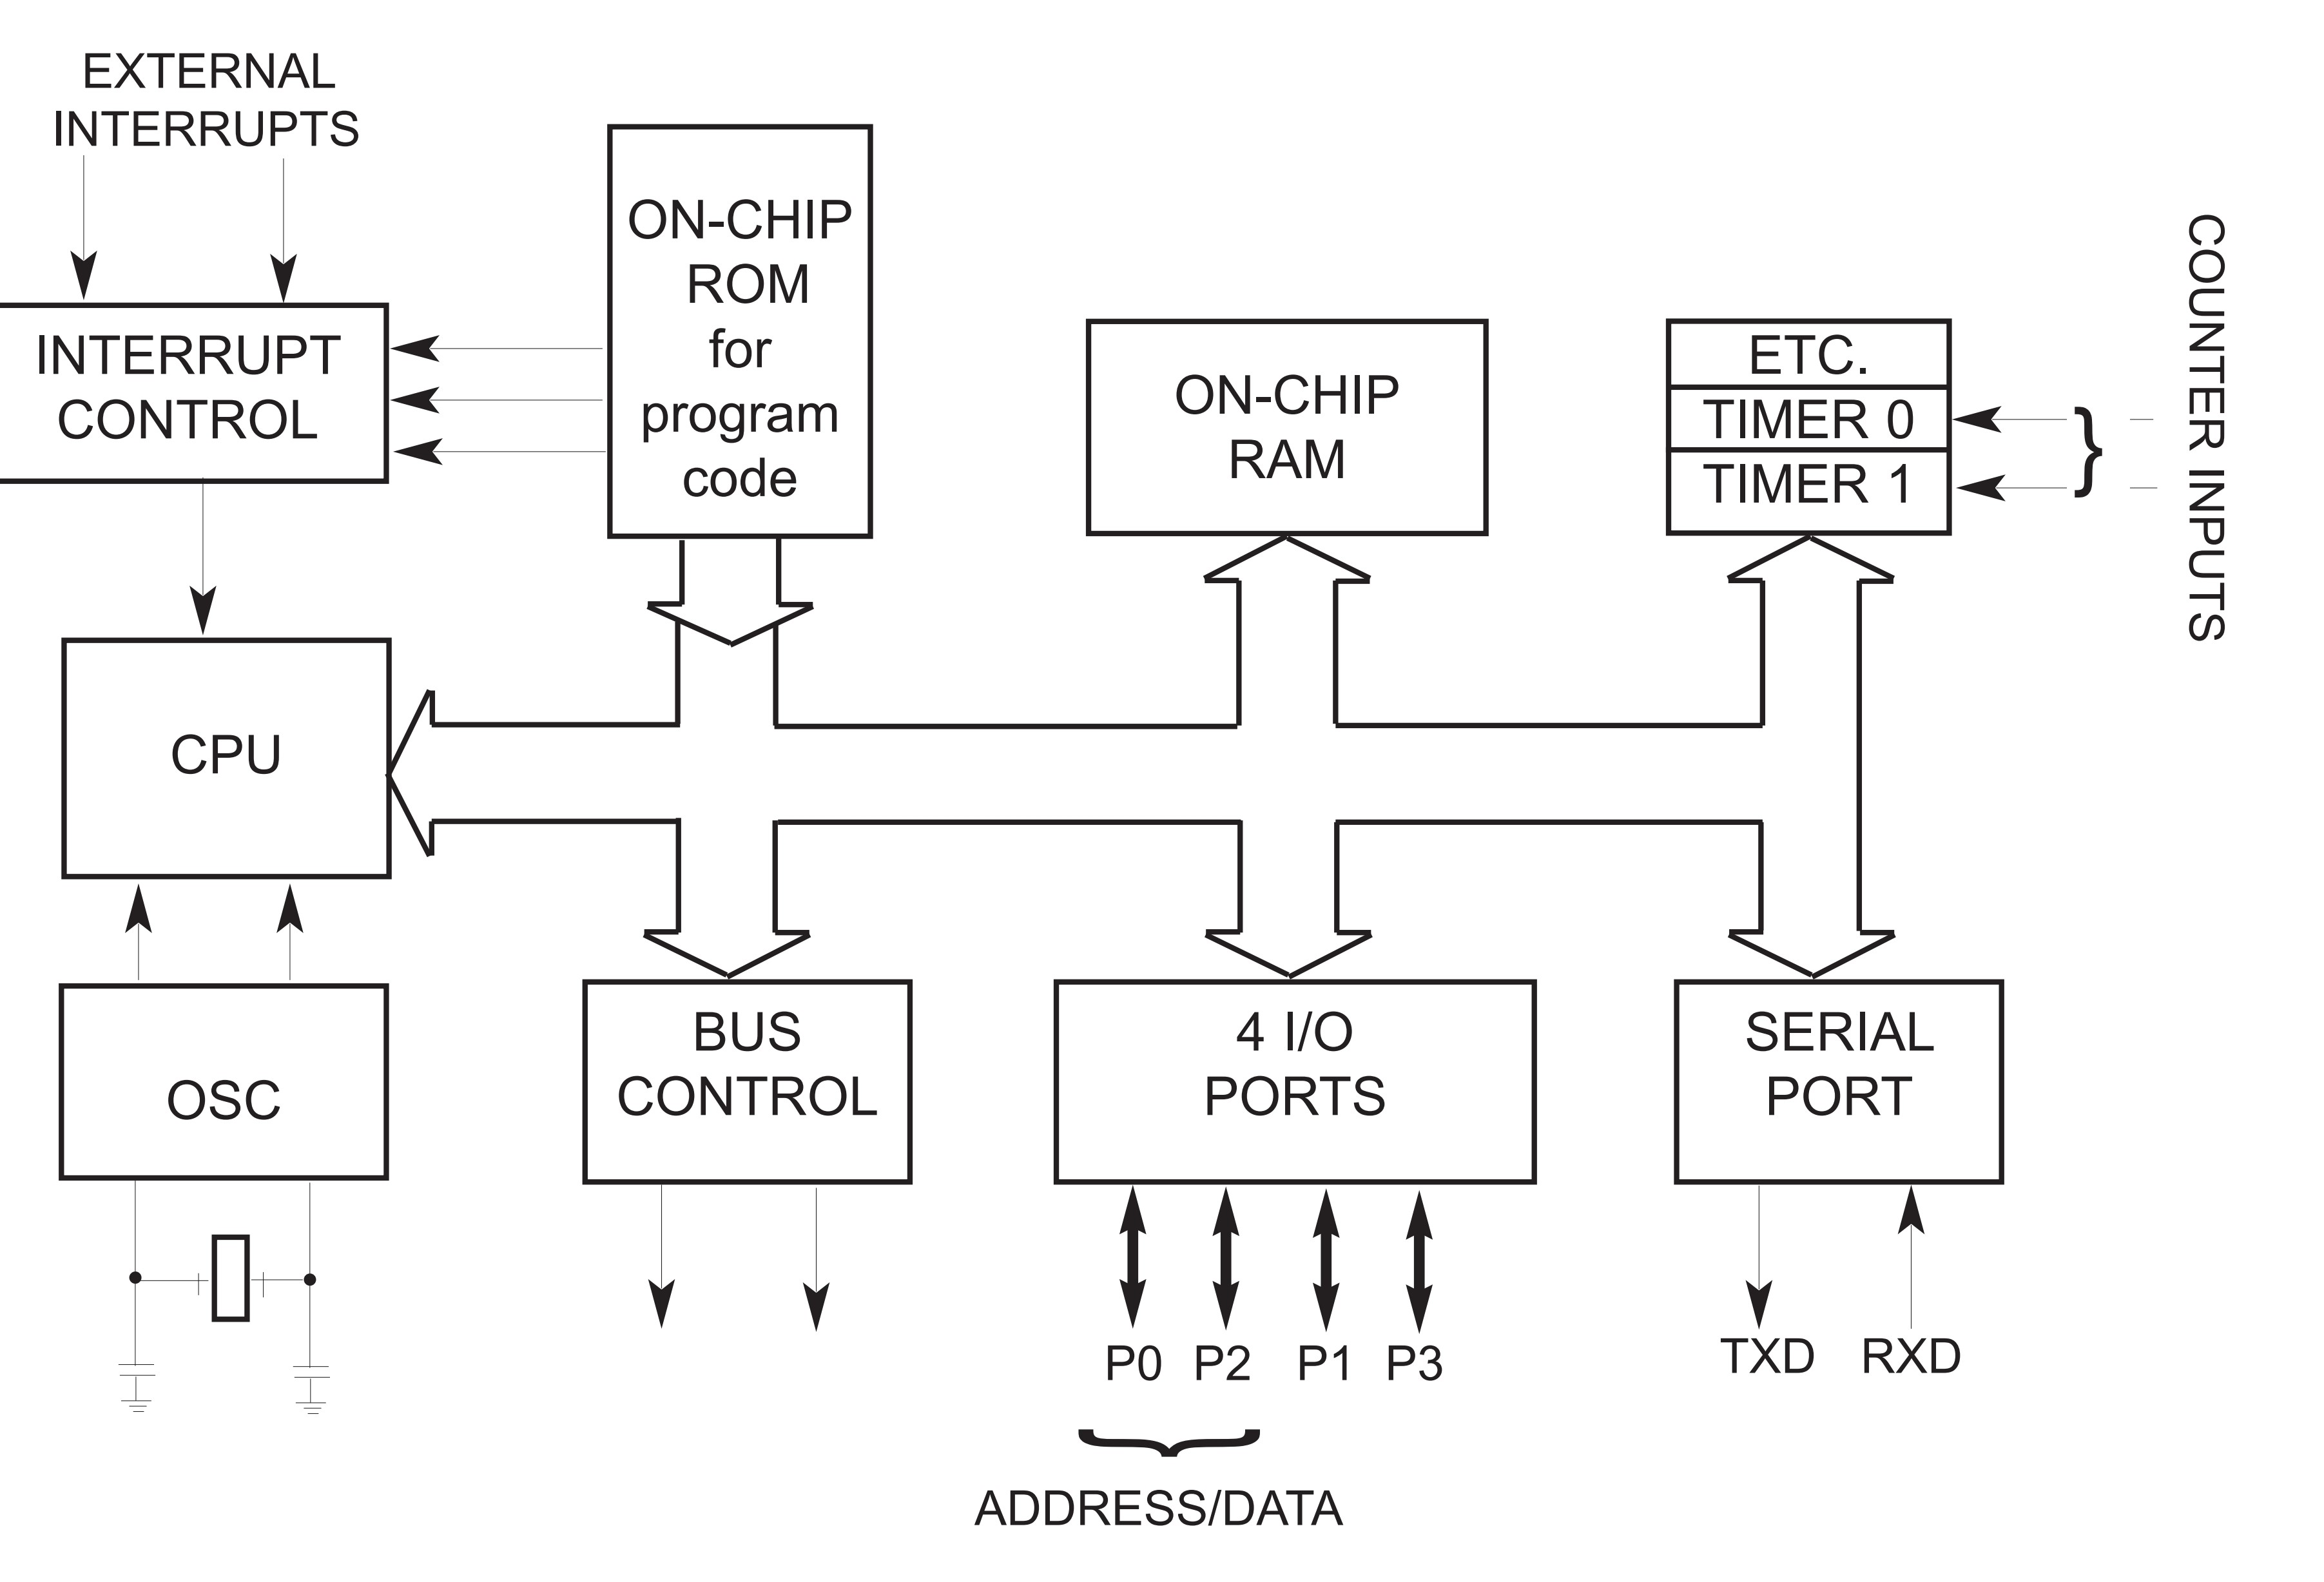 EXTERNAL
INTERRUPTS
INTERRUPT
CONTROL
ON-CHIP
ROM
for
program
code
ON-CHIP
RAM
ETC.
TIMER 0
TIMER 1
COUNTER INPUTS
CPU
OSC
BUS
CONTROL
4 I/O
PORTS
SERIAL
PORT
P0 P2 P1 P3
TXD RXD
ADDRESS/DATA